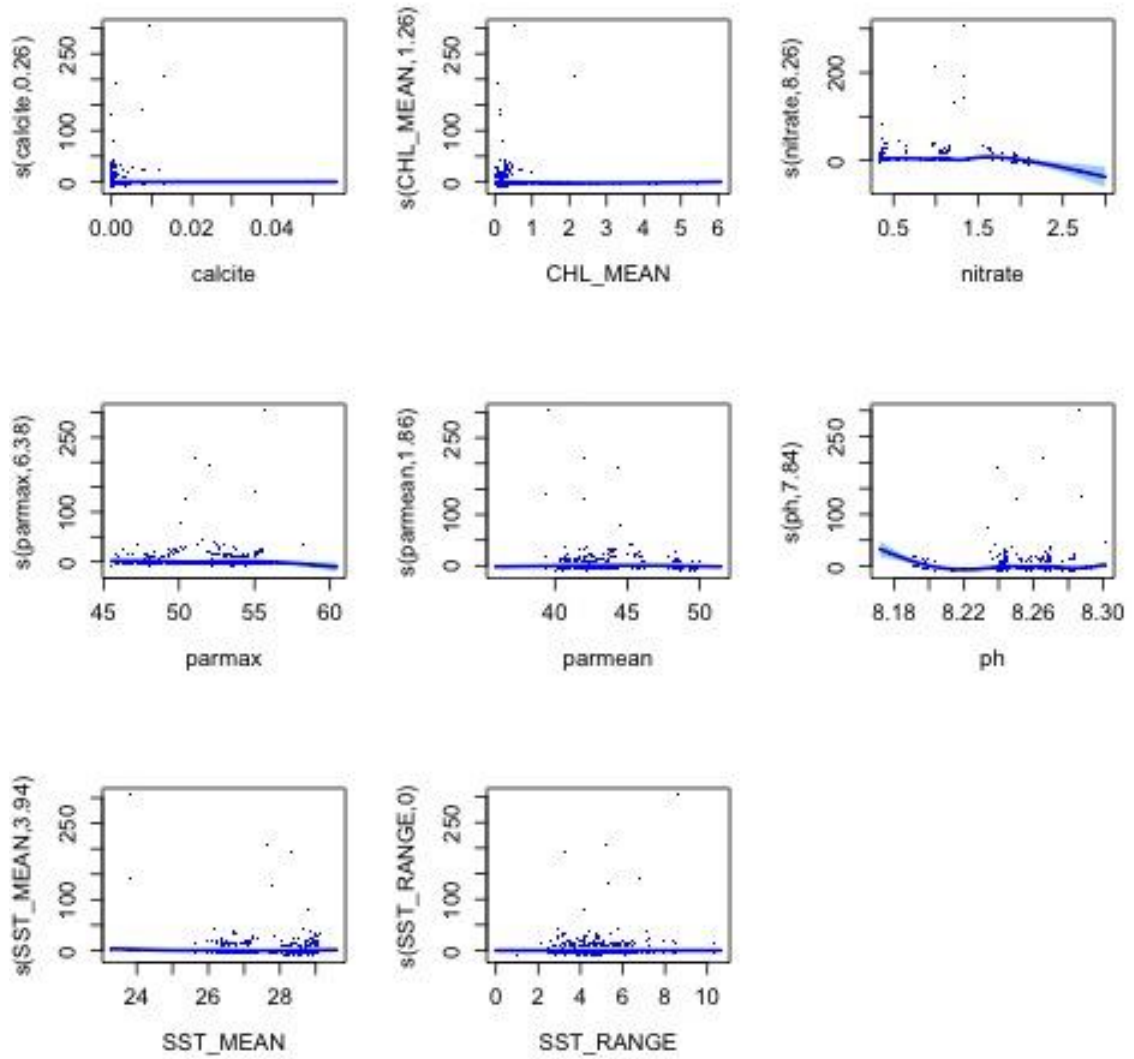 s(calcite,0.26)
250
100
0
0.00 0.02 0.04
calcite
s(CHL_MEAN,1.26)
250
100
0
0 1 2 3 4 5 6
CHL_MEAN
s(nitrate,8.26)
200
0
0.5 1.5 2.5
nitrate
s(parmax,6.38)
250
100
0
45 50 55 60
parmax
s(parmean,1.86)
250
100
0
40 45 50
parmean
s(ph,7.84)
250
100
0
8.18 8.22 8.26 8.30
ph
s(SST_MEAN,3.94)
250
100
0
24 26 28
SST_MEAN
s(SST_RANGE,0)
250
100
0
0 2 4 6 8 10
SST_RANGE